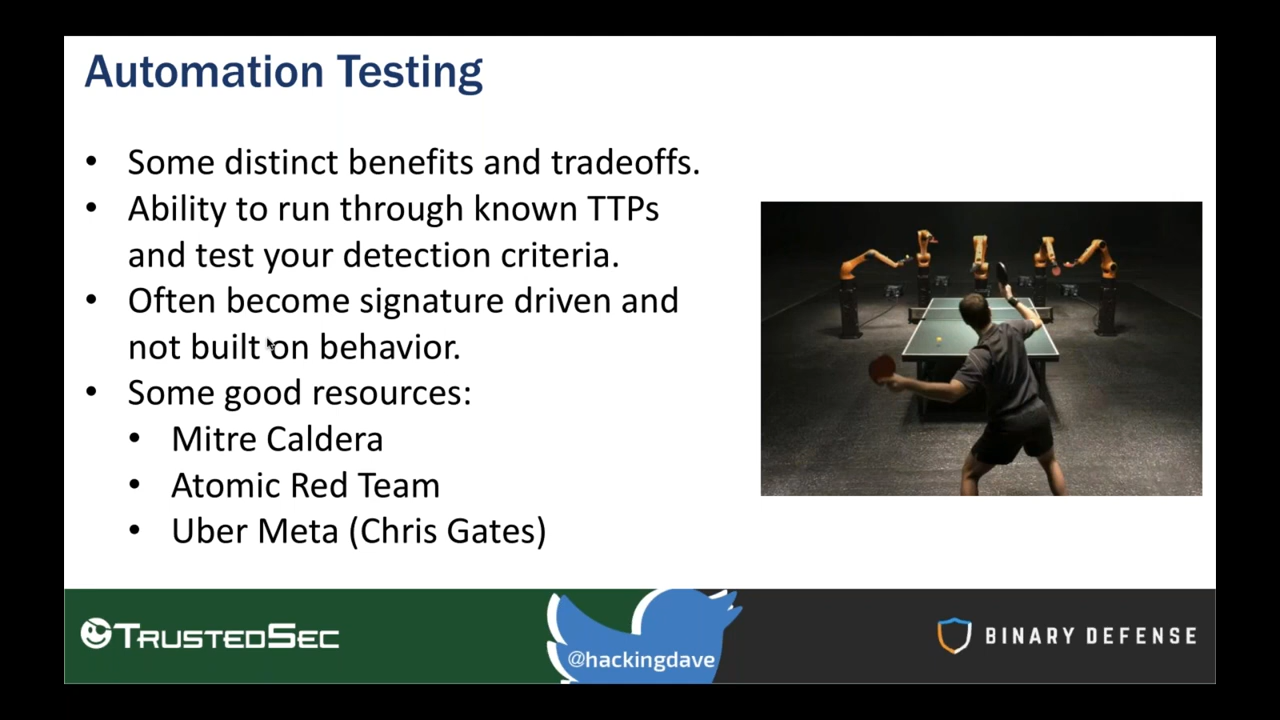 Automation Testing
• Some distinct benefits and tradeoffs.
• Ability to run through known TTPs
and test your detection criteria.
• Often become signature driven and
not built on behavior.
• Some good resources:
• Mitre Caldera
• Atomic Red Team
• Uber Meta (Chris Gates)
TRUSTEDSEC
@hackingdave
BINARY DEFENSE